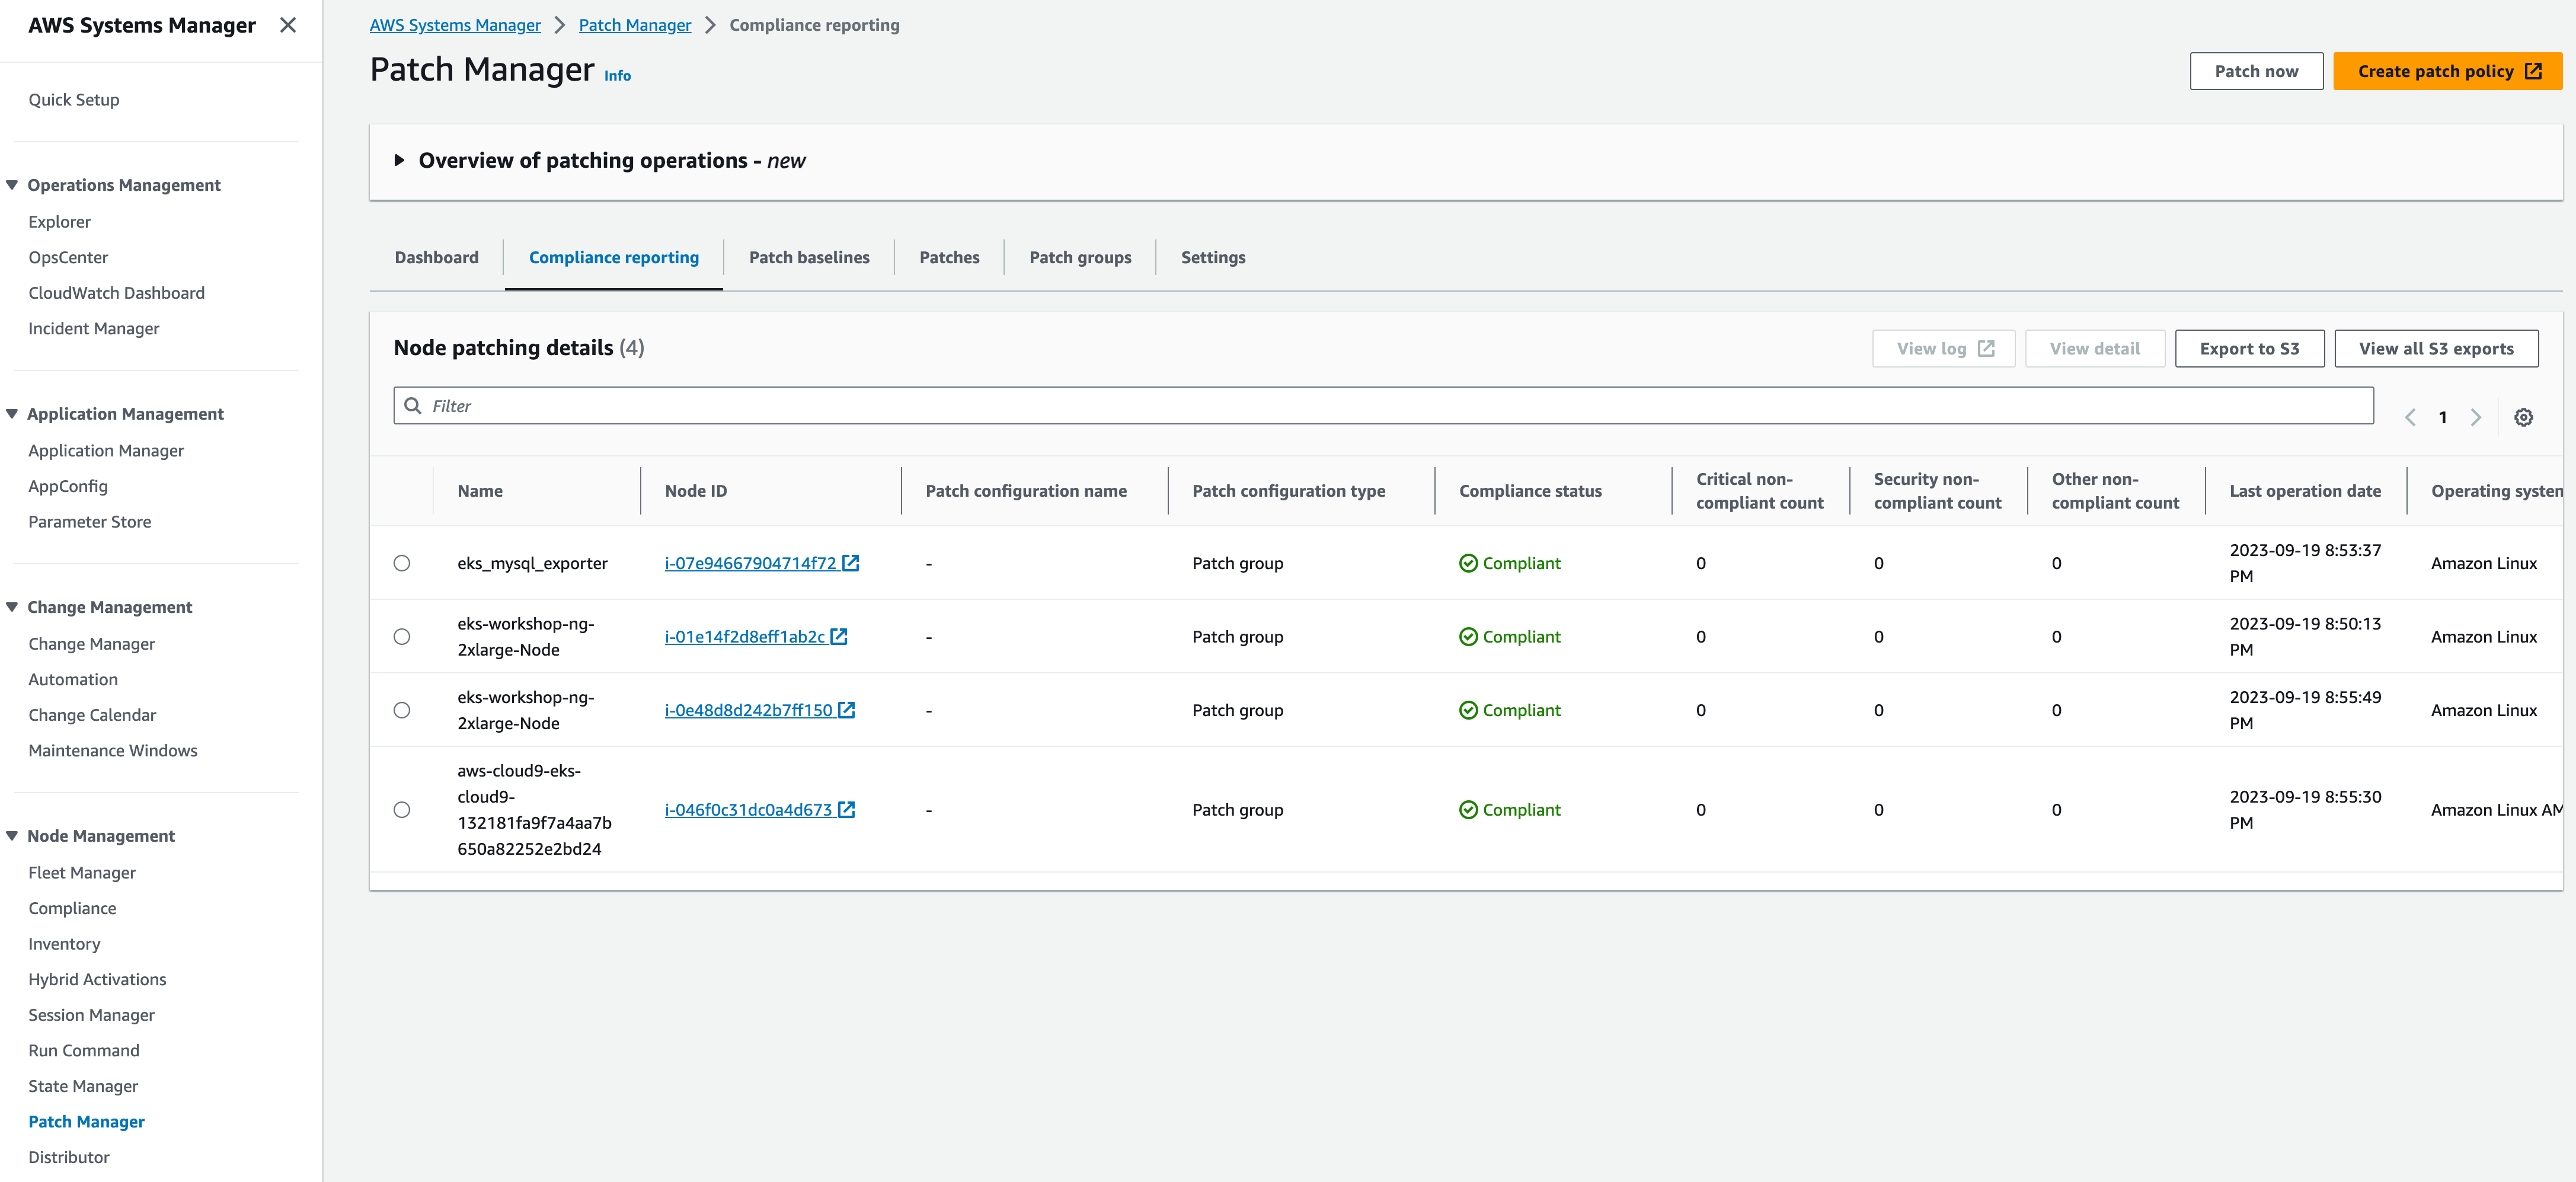 AWS Systems Manager
Quick Setup
Operations Management
Explorer
OpsCenter
CloudWatch Dashboard
Incident Manager
Application Management
Application Manager
AppConfig
Parameter Store
Change Management
Change Manager
Automation
Change Calendar
Maintenance Windows
Node Management
Fleet Manager
Compliance
Inventory
Hybrid Activations
Session Manager
Run Command
State Manager
Patch Manager
Distributor
AWS Systems Manager > Patch Manager > Compliance reporting
Patch Manager Info
Patch now
Create patch policy
Overview of patching operations - new
Dashboard
Compliance reporting
Patch baselines
Patches
Patch groups
Settings
Node patching details (4)
View log
View detail
Export to S3
View all S3 exports
Filter
1
Name
Node ID
Patch configuration name
Patch configuration type
Compliance status
Critical non-
compliant count
Security non-
compliant count
Other non-
compliant count
Last operation date
Operating system
eks_mysql_exporter
i-07e94667904714f72
-
Patch group
Compliant
0
0
0
2023-09-19 8:53:37
PM
Amazon Linux
eks-workshop-ng-
2xlarge-Node
i-01e14f2d8eff1ab2c
-
Patch group
Compliant
0
0
0
2023-09-19 8:50:13
PM
Amazon Linux
eks-workshop-ng-
2xlarge-Node
i-0e48d8d242b7ff150
-
Patch group
Compliant
0
0
0
2023-09-19 8:55:49
PM
Amazon Linux
aws-cloud9-eks-
cloud9-
132181fa9f7a4aa7b
650a82252e2bd24
i-046f0c31dc0a4d673
-
Patch group
Compliant
0
0
0
2023-09-19 8:55:30
PM
Amazon Linux AM